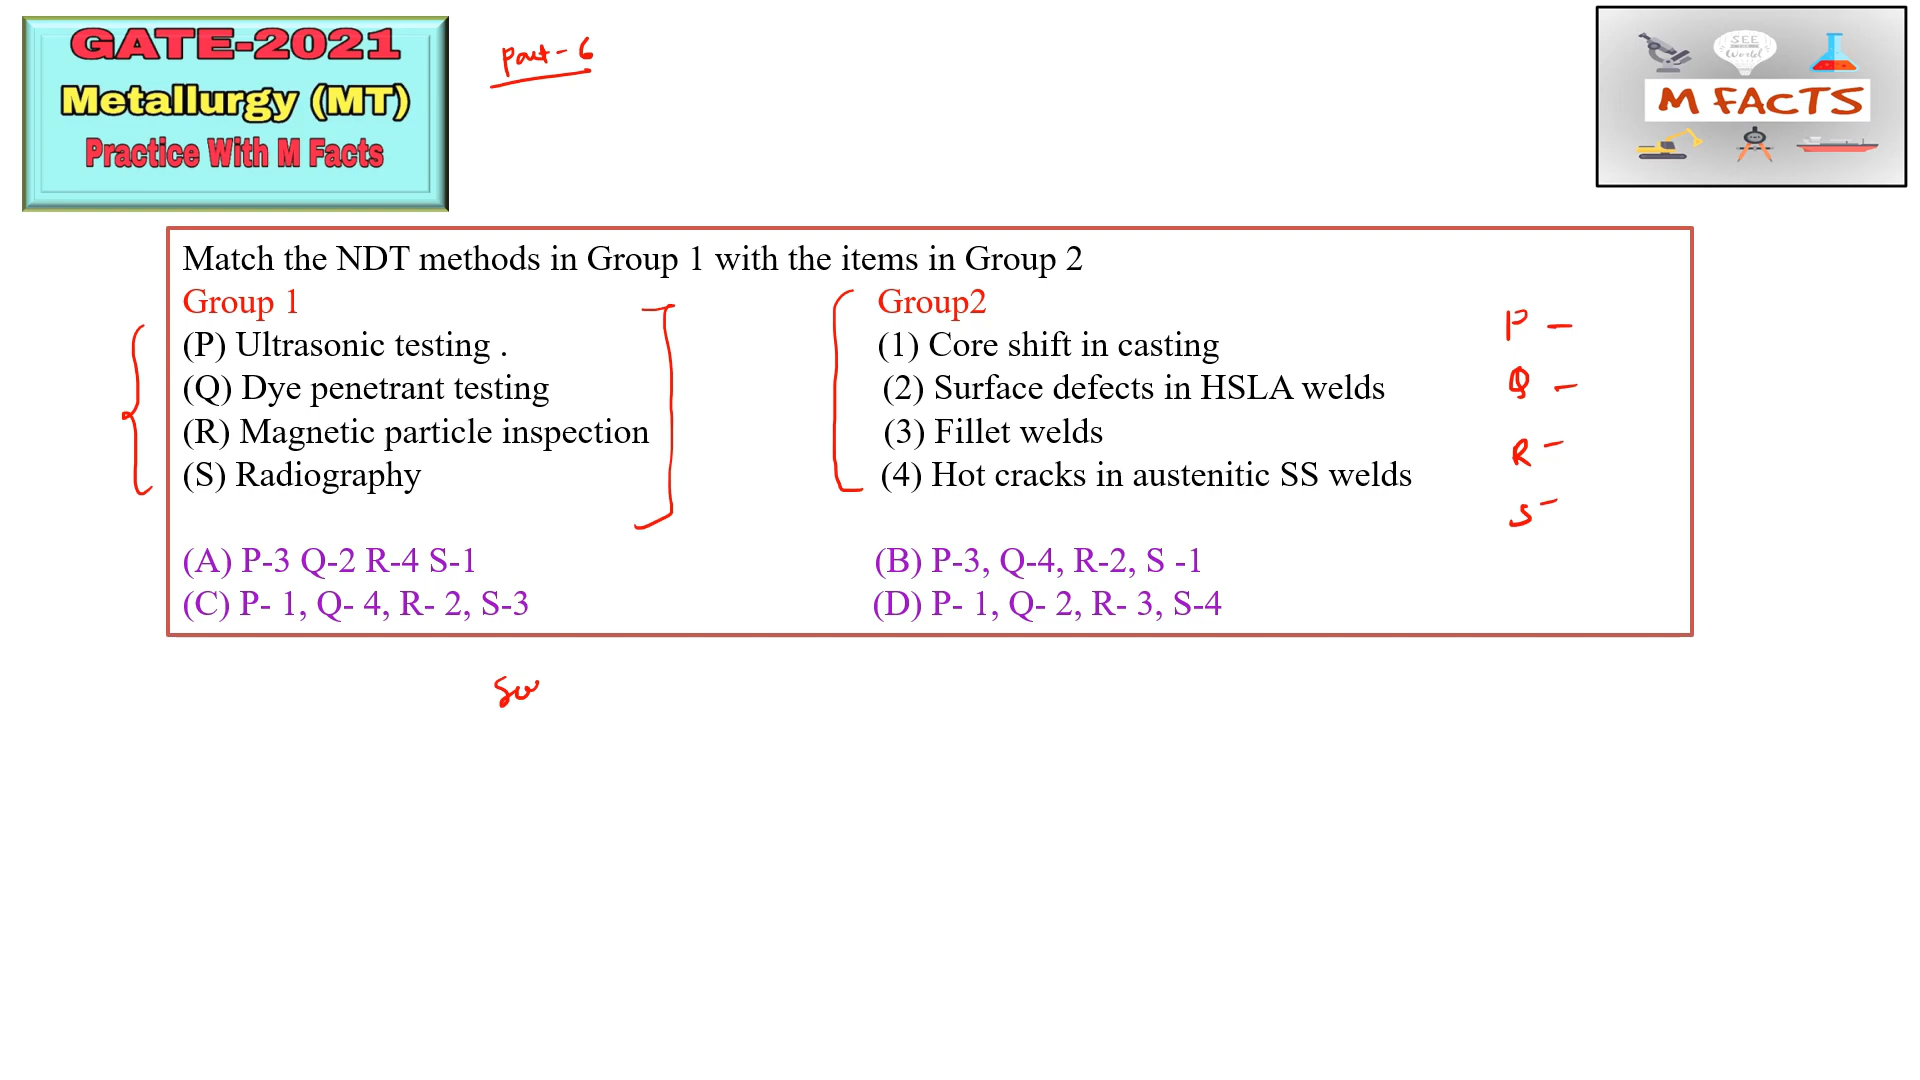 GATE-2021
Metallurgy (MT)
Practice With M Facts
Part - 6
SEE
World
M FACTS
Match the NDT methods in Group 1 with the items in Group 2
Group 1
Group2
(P) Ultrasonic testing .
(1) Core shift in casting
(Q) Dye penetrant testing
(2) Surface defects in HSLA welds
(R) Magnetic particle inspection
(3) Fillet welds
(S) Radiography
(4) Hot cracks in austenitic SS welds
P -
Q -
R -
S -
(A) P-3 Q-2 R-4 S-1
(B) P-3, Q-4, R-2, S -1
(C) P- 1, Q- 4, R- 2, S-3
(D) P- 1, Q- 2, R- 3, S-4